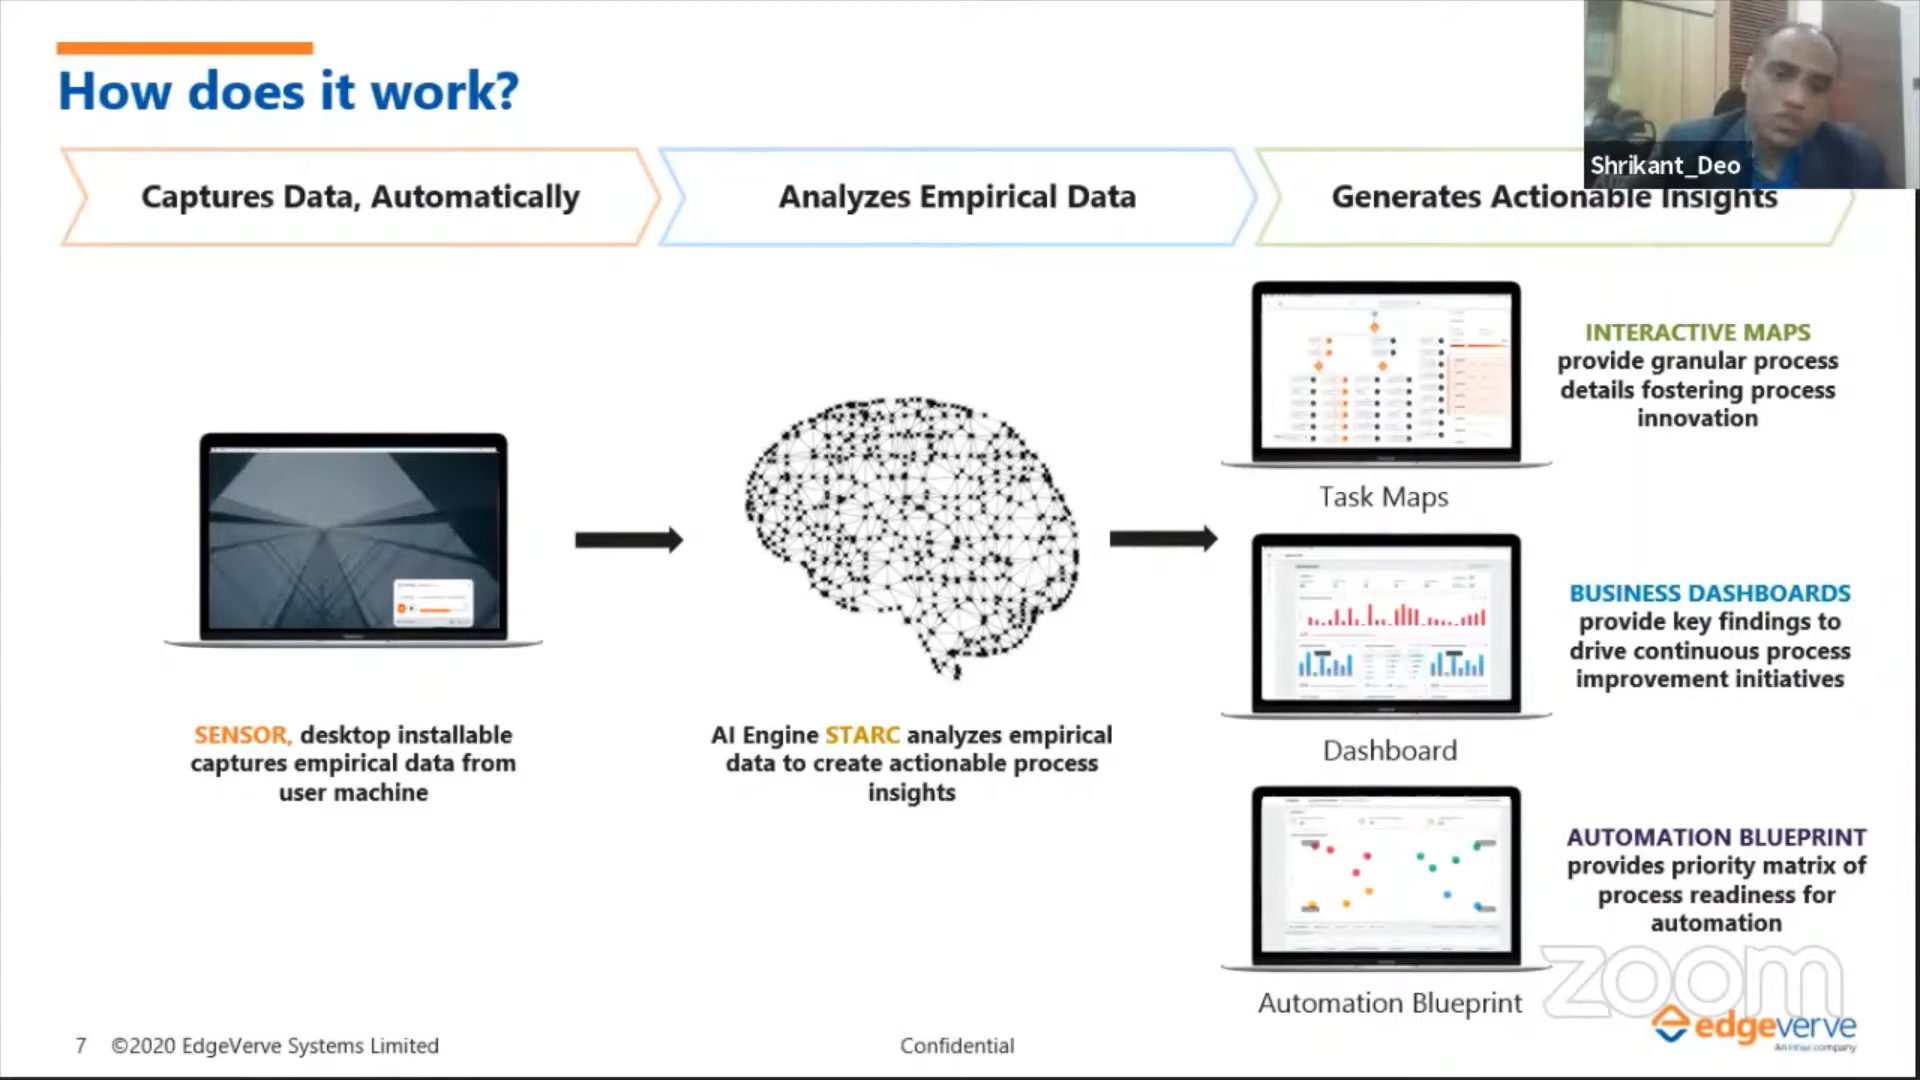 How does it work?
Shrikant_Deo
Captures Data, Automatically
Analyzes Empirical Data
Generates Actionable Insights
INTERACTIVE MAPS
provide granular process
details fostering process
innovation
Task Maps
BUSINESS DASHBOARDS
provide key findings to
drive continuous process
improvement initiatives
Dashboard
SENSOR, desktop installable
captures empirical data from
user machine
AI Engine STARC analyzes empirical
data to create actionable process
insights
AUTOMATION BLUEPRINT
provides priority matrix of
process readiness for
automation
Automation Blueprint
zoom
7 ©2020 EdgeVerve Systems Limited
Confidential
edgeverve
An Infosys company